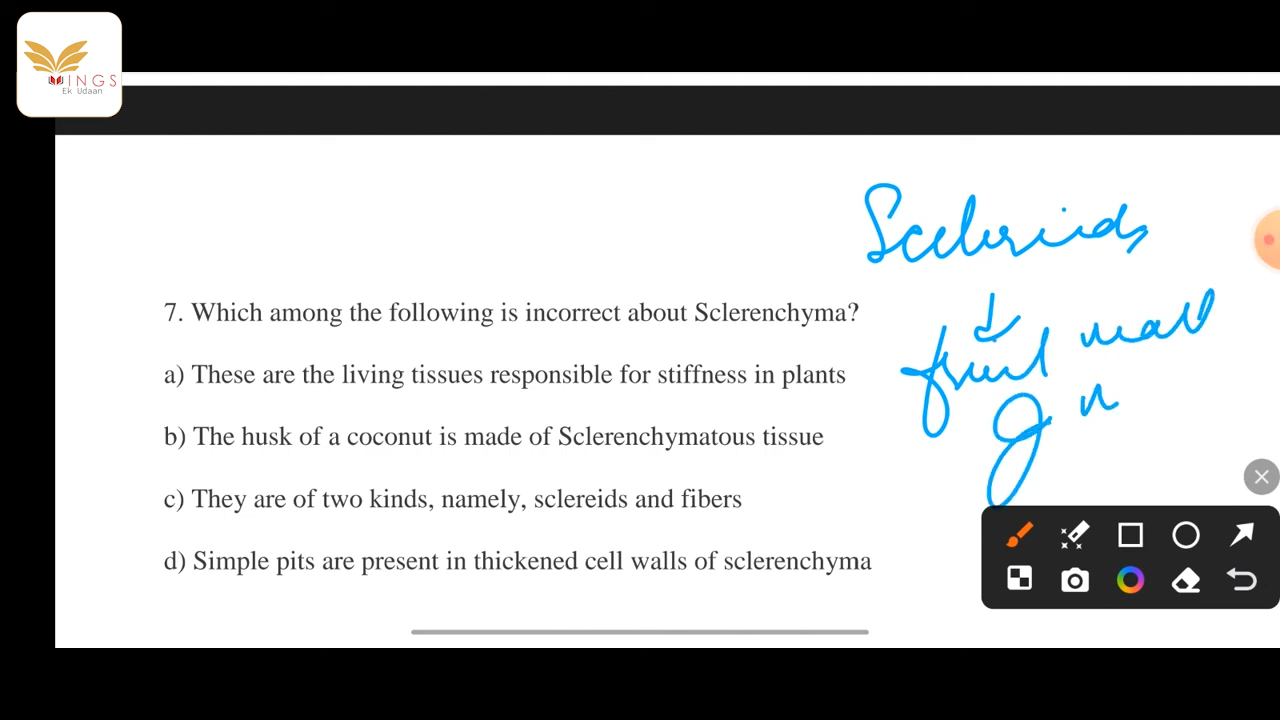 WINGS
Ek Udaan
Scelerieds
fruit wall
7. Which among the following is incorrect about Sclerenchyma?
a) These are the living tissues responsible for stiffness in plants
b) The husk of a coconut is made of Sclerenchymatous tissue
c) They are of two kinds, namely, sclereids and fibers
d) Simple pits are present in thickened cell walls of sclerenchyma